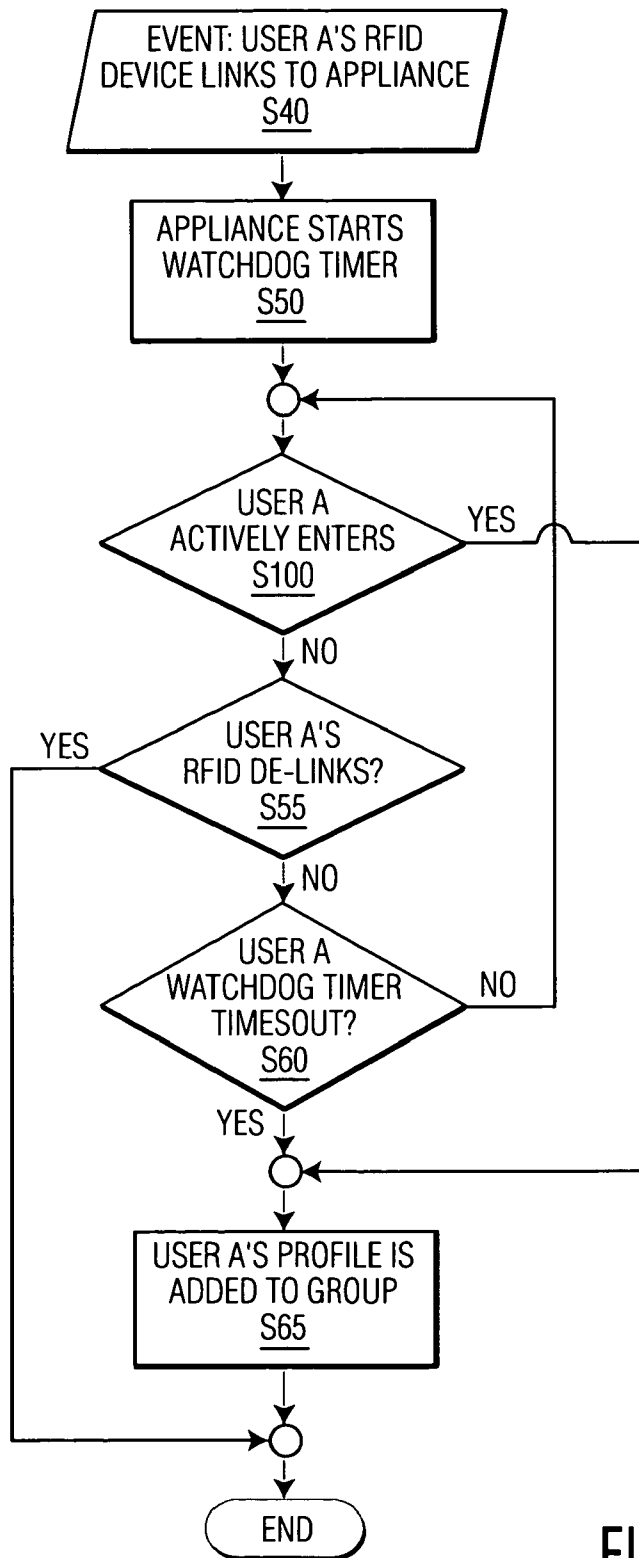 EVENT: USER A'S RFID
DEVICE LINKS TO APPLIANCE
S40
APPLIANCE STARTS
WATCHDOG TIMER
S50
USER A
ACTIVELY ENTERS
S100
YES
NO
USER A'S
RFID DE-LINKS?
S55
YES
NO
USER A
WATCHDOG TIMER
TIMESOUT?
S60
NO
YES
USER A'S PROFILE IS
ADDED TO GROUP
S65
END